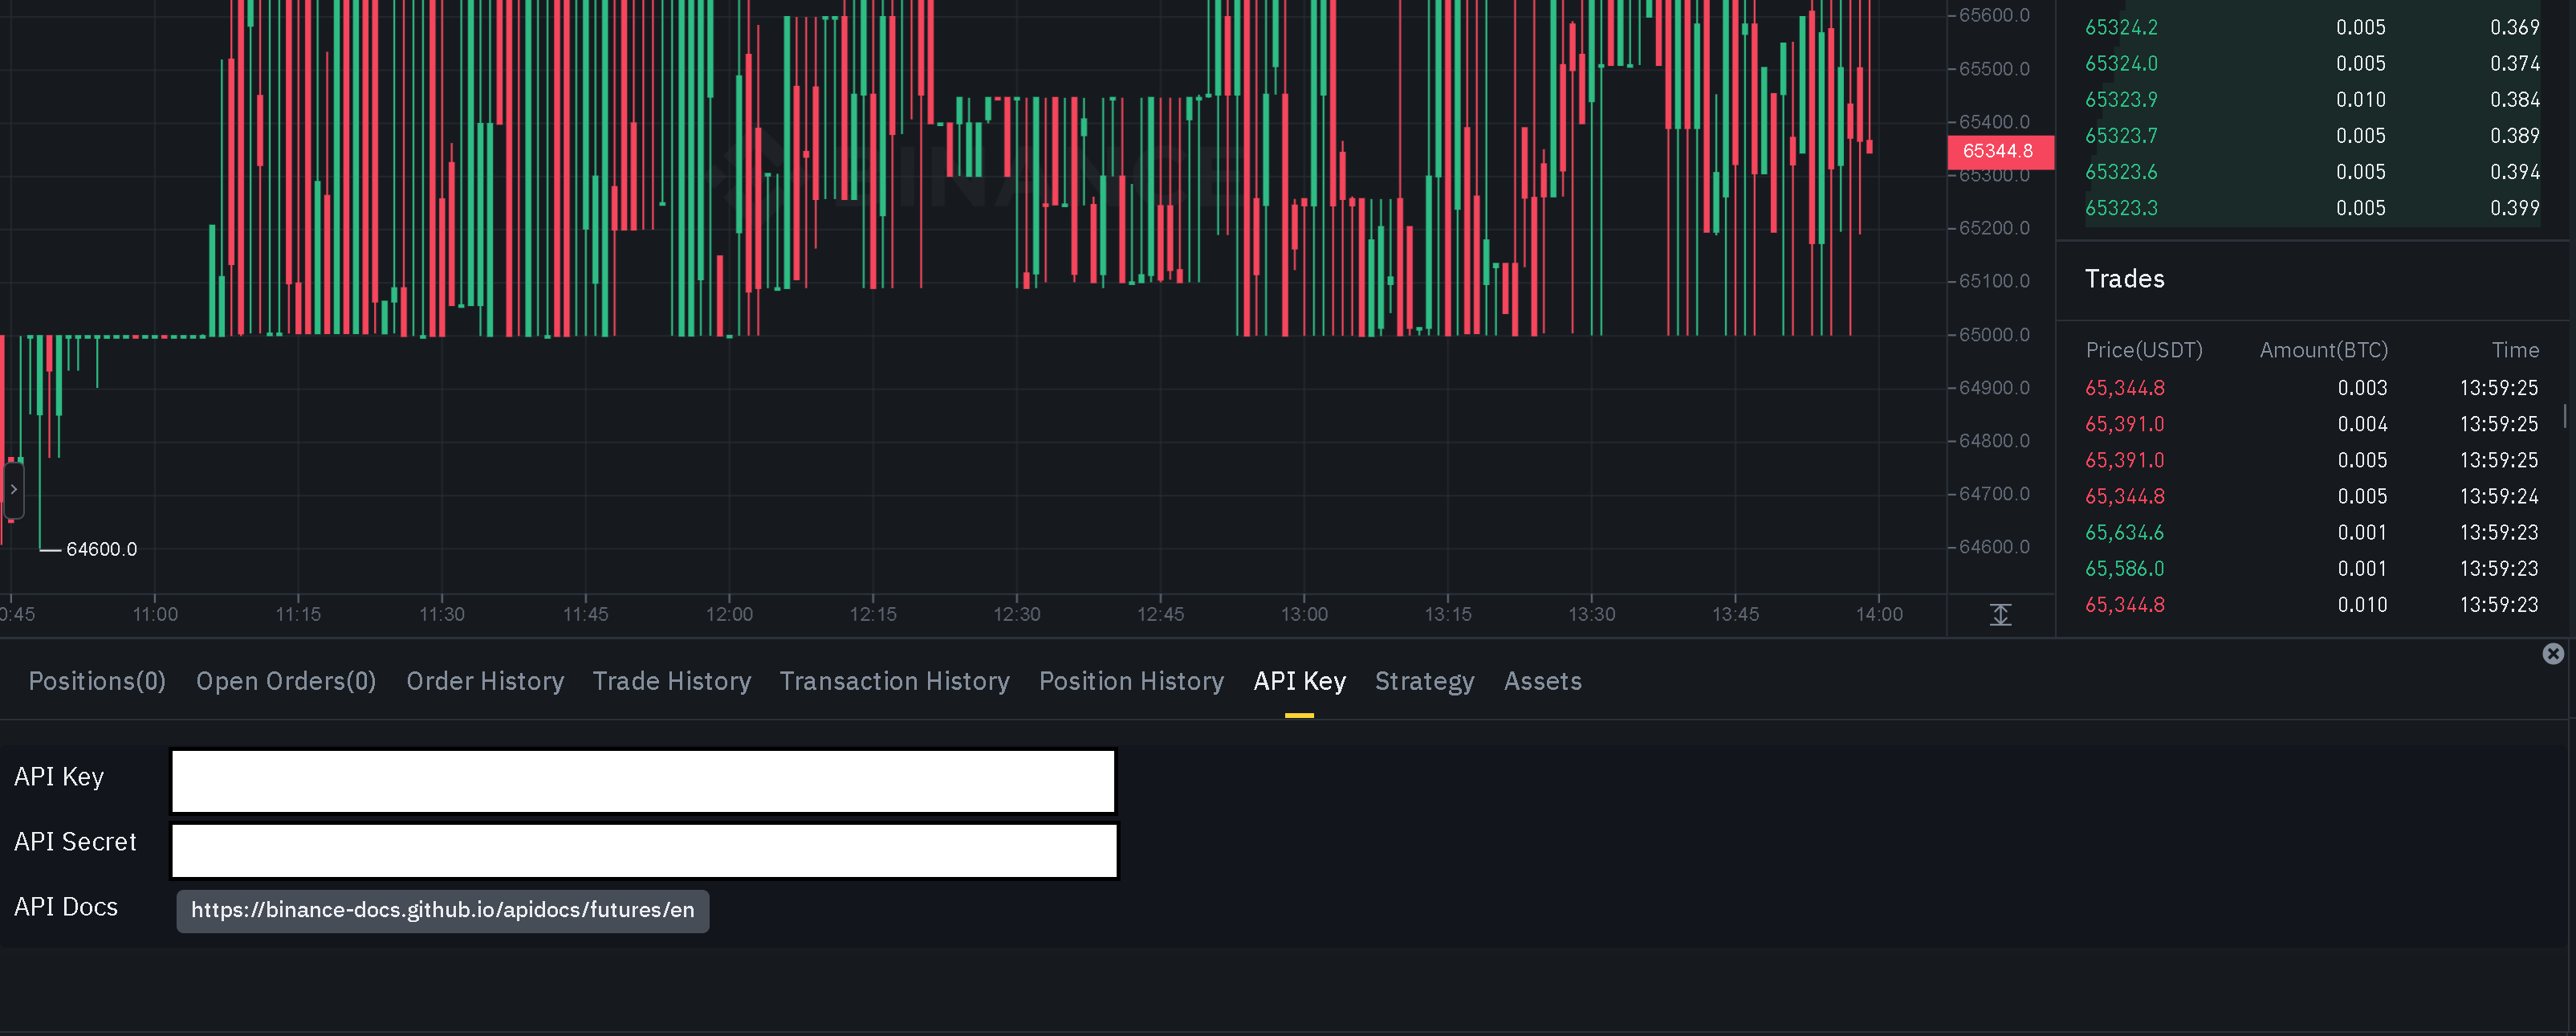 65600.0
65500.0
65400.0
65344.8
65300.0
65200.0
65100.0
65000.0
64900.0
64800.0
64700.0
64600.0
BINANCE
64600.0
0:45 11:00 11:15 11:30 11:45 12:00 12:15 12:30 12:45 13:00 13:15 13:30 13:45 14:00
65324.2 0.005 0.369
65324.0 0.005 0.374
65323.9 0.010 0.384
65323.7 0.005 0.389
65323.6 0.005 0.394
65323.3 0.005 0.399
Trades
Price(USDT) Amount(BTC) Time
65,344.8 0.003 13:59:25
65,391.0 0.004 13:59:25
65,391.0 0.005 13:59:25
65,344.8 0.005 13:59:24
65,634.6 0.001 13:59:23
65,586.0 0.001 13:59:23
65,344.8 0.010 13:59:23
Positions(0) Open Orders(0) Order History Trade History Transaction History Position History API Key Strategy Assets
API Key
API Secret
API Docs https://binance-docs.github.io/apidocs/futures/en